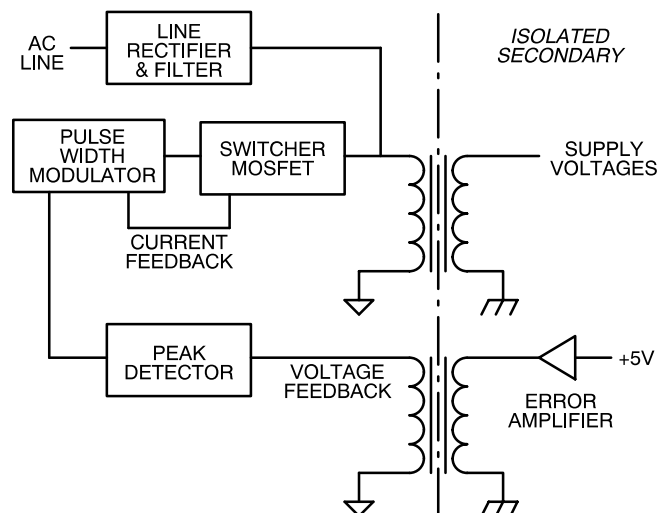 AC
LINE
LINE
RECTIFIER
& FILTER
ISOLATED
SECONDARY
PULSE
WIDTH
MODULATOR
SWITCHER
MOSFET
SUPPLY
VOLTAGES
CURRENT
FEEDBACK
PEAK
DETECTOR
VOLTAGE
FEEDBACK
+5V
ERROR
AMPLIFIER